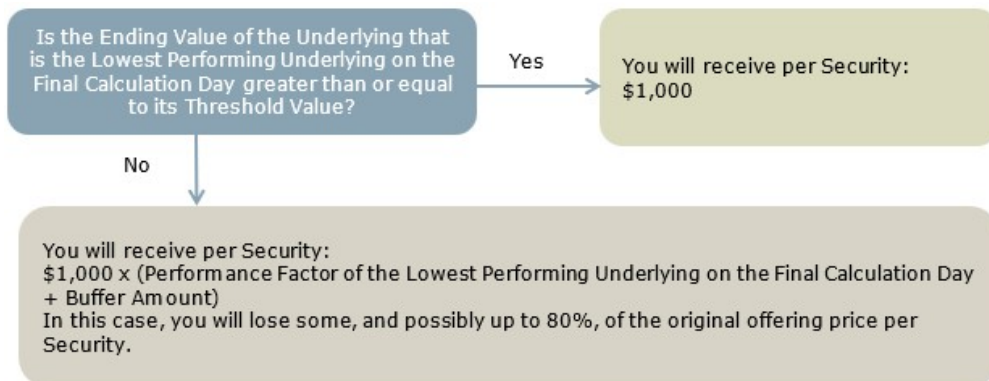 Is the Ending Value of the Underlying that
is the Lowest Performing Underlying on the
Final Calculation Day greater than or equal
to its Threshold Value?
Yes
You will receive per Security:
$1,000
No
You will receive per Security:
$1,000 x (Performance Factor of the Lowest Performing Underlying on the Final Calculation Day
+ Buffer Amount)
In this case, you will lose some, and possibly up to 80%, of the original offering price per
Security.